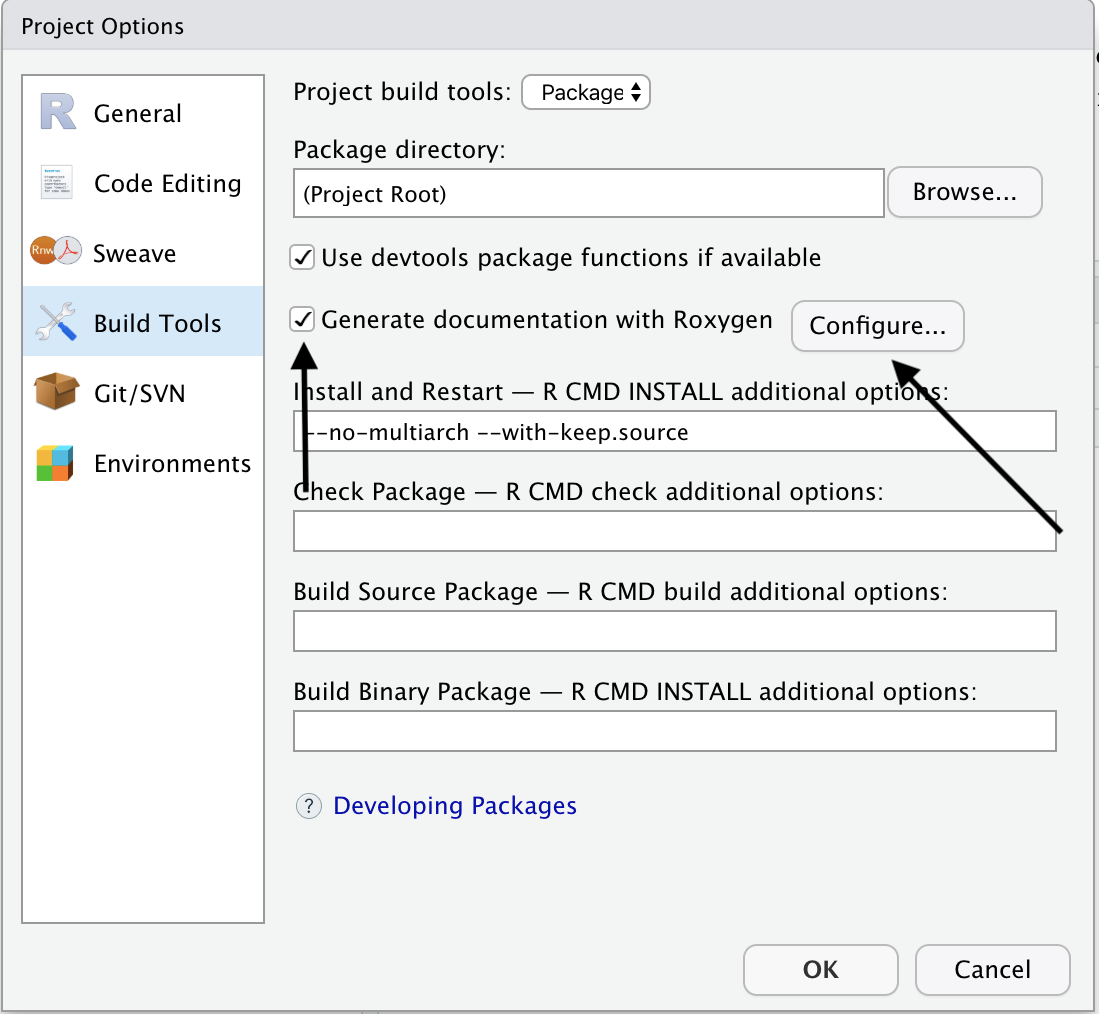 Project Options
General
Code Editing
Rnw
Sweave
Build Tools
Git/SVN
Environments
Project build tools: Package
Package directory:
(Project Root)
Browse...
Use devtools package functions if available
Generate documentation with Roxygen
Configure...
Install and Restart — R CMD INSTALL additional options:
--no-multiarch --with-keep.source
Check Package — R CMD check additional options:
Build Source Package — R CMD build additional options:
Build Binary Package — R CMD INSTALL additional options:
? Developing Packages
OK
Cancel